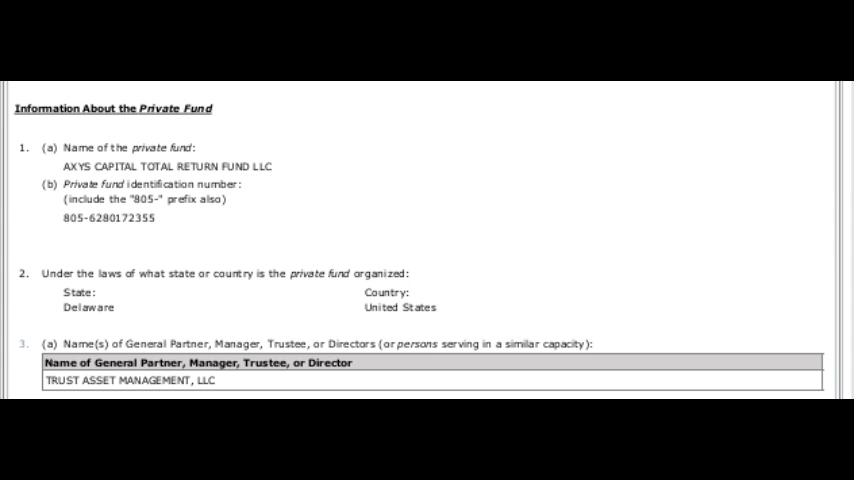 Information About the Private Fund
1. (a) Name of the private fund:
AXYS CAPITAL TOTAL RETURN FUND LLC
(b) Private fund identification number:
(include the "805-" prefix also)
805-6280172355
2. Under the laws of what state or country is the private fund organized:
State: Country:
Delaware United States
3. (a) Name(s) of General Partner, Manager, Trustee, or Directors (or persons serving in a similar capacity):
Name of General Partner, Manager, Trustee, or Director
TRUST ASSET MANAGEMENT, LLC